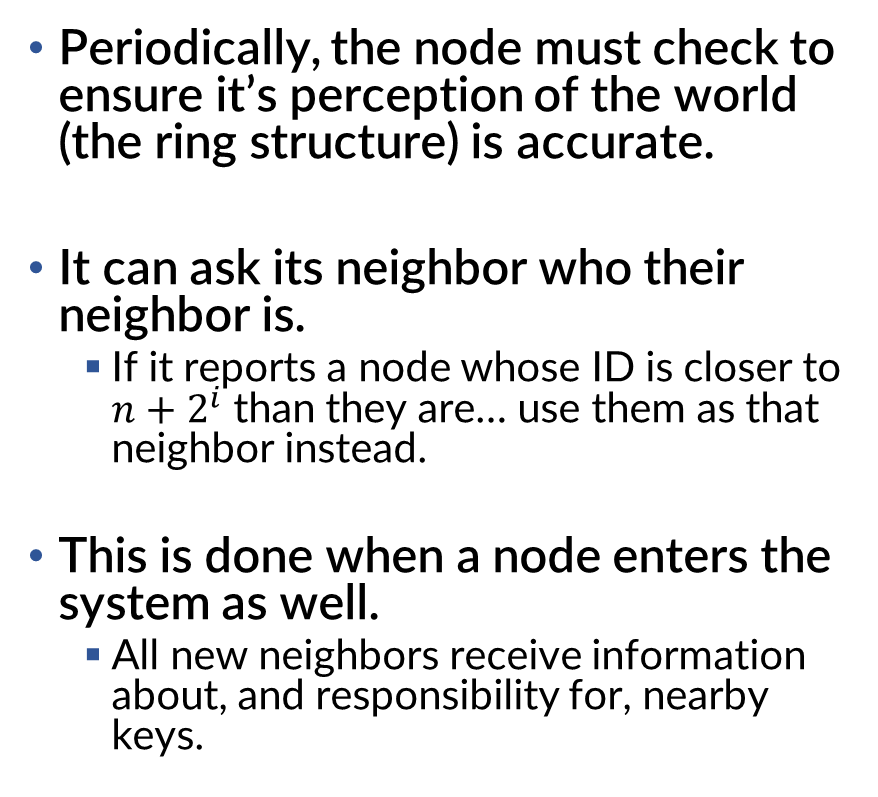 • Periodically, the node must check to
ensure it’s perception of the world
(the ring structure) is accurate.
• It can ask its neighbor who their
neighbor is.
▪ If it reports a node whose ID is closer to
n + 2^i than they are... use them as that
neighbor instead.
• This is done when a node enters the
system as well.
▪ All new neighbors receive information
about, and responsibility for, nearby
keys.